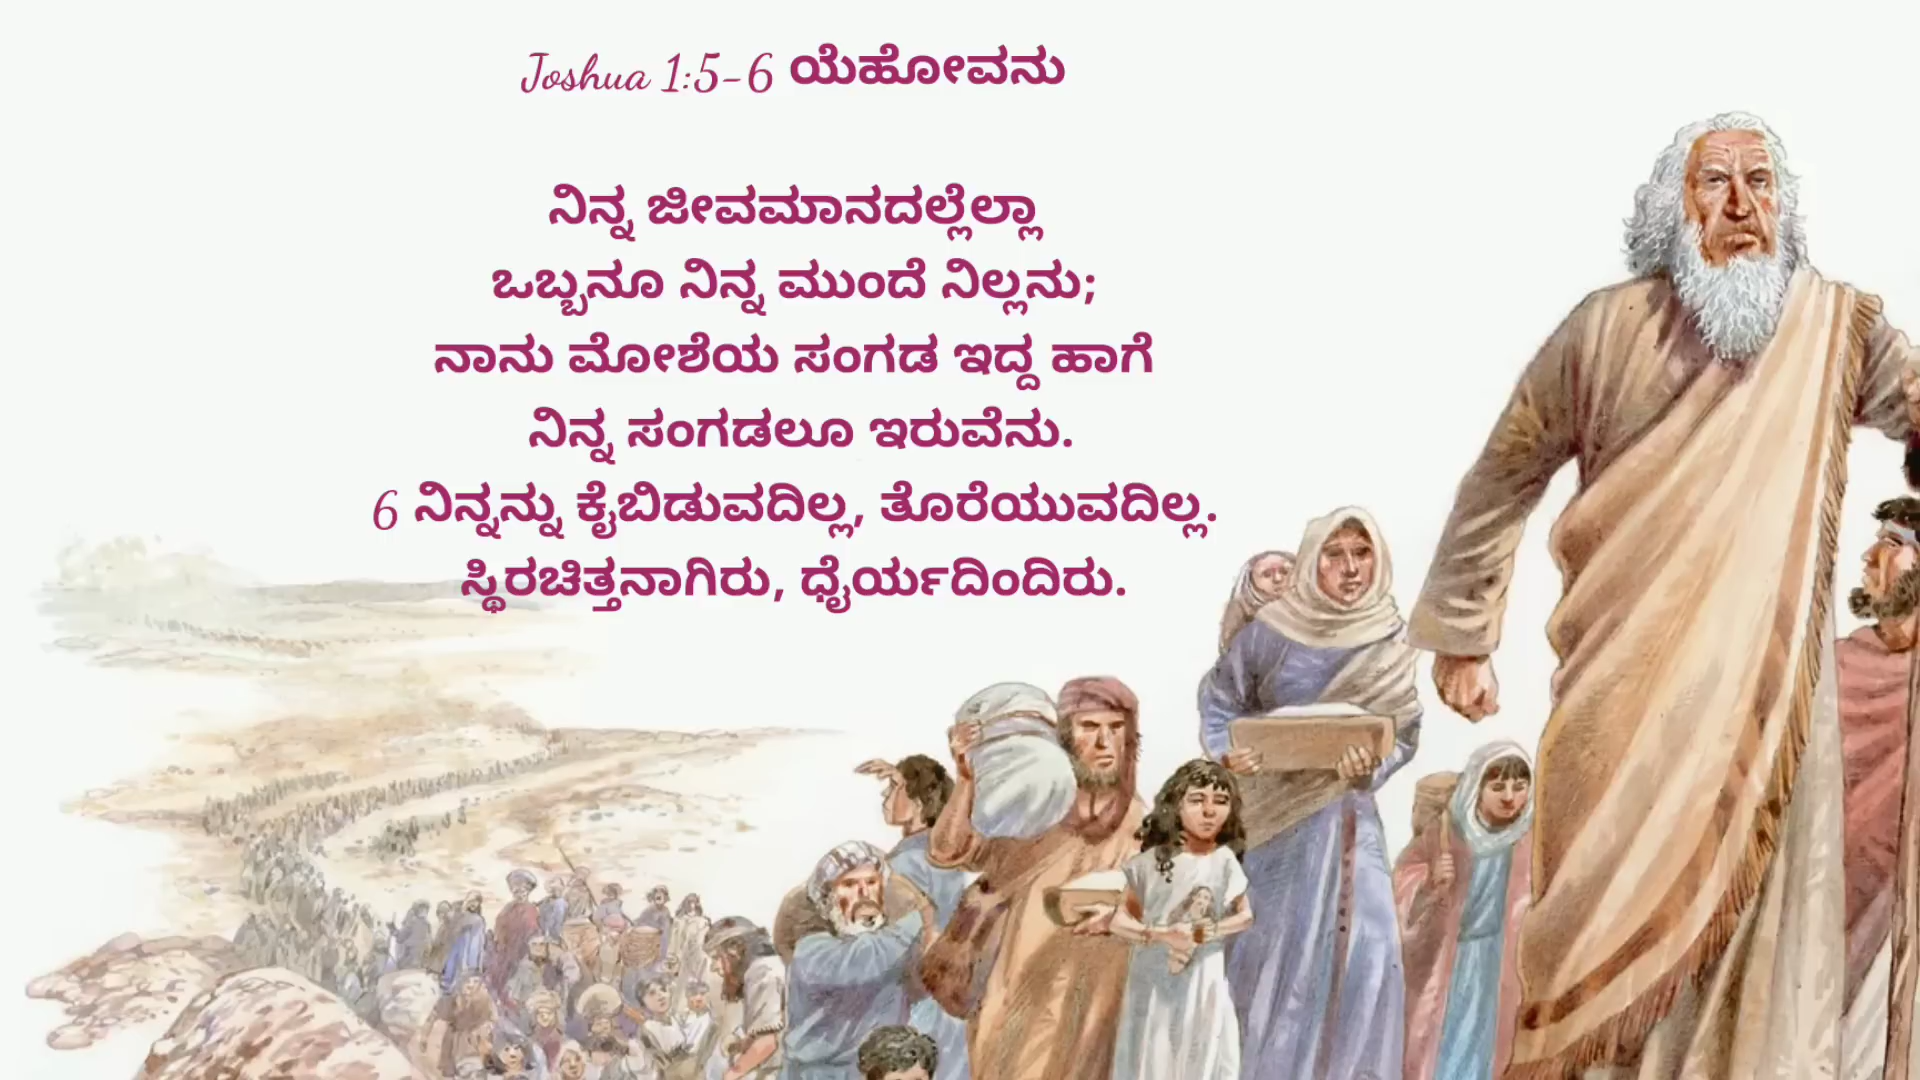 Joshua 1:5-6 ಯೆಹೋವನು
ನಿನ್ನ ಜೀವಮಾನದಲ್ಲೆಲ್ಲಾ
ಒಬ್ಬನೂ ನಿನ್ನ ಮುಂದೆ ನಿಲ್ಲನು;
ನಾನು ಮೋಶೆಯ ಸಂಗಡ ಇದ್ದ ಹಾಗೆ
ನಿನ್ನ ಸಂಗಡಲೂ ಇರುವೆನು.
6 ನಿನ್ನನ್ನು ಕೈಬಿಡುವದಿಲ್ಲ, ತೊರೆಯುವದಿಲ್ಲ.
ಸ್ಥಿರಚಿತ್ತನಾಗಿರು, ಧೈರ್ಯದಿಂದಿರು.